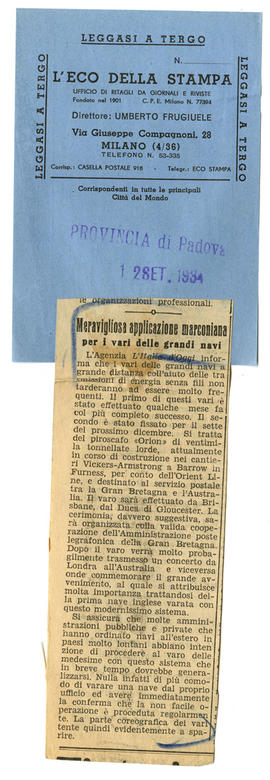 LEGGASI A TERGO
LEGGASI A TERGO
LEGGASI A TERGO
N.
L'ECO DELLA STAMPA
UFFICIO DI RITAGLI DA GIORNALI E RIVISTE
Fondato nel 1901 C. P. E. Milano N. 77394
Direttore: UMBERTO FRUGIUELE
Via Giuseppe Compagnoni, 28
MILANO (4/36)
TELEFONO N. 53-335
Corrisp.: CASELLA POSTALE 918 - Telegr.: ECO STAMPA
Corrispondenti in tutte le principali
Città del Mondo
PROVINCIA di Padova
1 2 SET. 1934
le organizzazioni professionali.
Meravigliosa applicazione marconiana
per i vari delle grandi navi
L'Agenzia L'Italia d'Oggi infor-
ma che i vari delle grandi navi a
grande distanza coll'aiuto delle tra
smissioni di energia senza fili non
tarderanno ad essere molto fre-
quenti. Il primo di questi vari è
stato effettuato qualche mese fa
col più completo successo. Il se-
condo è stato fissato per il sette
del prossimo dicembre. Si tratta
del piroscafo «Orion» di ventimi-
la tonnellate lorde, attualmente
in corso di costruzione nei cantie-
ri Vickers-Armstrong a Barrow in
Furness, per conto dell'Orient Li-
ne, e destinato al servizio postale
tra la Gran Bretagna e l'Austra-
lia. Il varo sarà effettuato da Bri-
sbane, dal Duca di Gloucester. La
cerimonia, davvero suggestiva, sa-
rà organizzata colla valida coope-
razione dell'Amministrazione poste
legrafonica della Gran Bretagna.
Dopo il varo verrà molto proba-
bilmente trasmesso un concerto da
Londra all'Australia e viceversa
onde commemorare il grande av-
venimento, al quale si attribuisce
molta importanza trattandosi del-
la prima nave inglese varata con
questo modernissimo sistema.
Si assicura che molte ammini-
strazioni pubbliche e private che
hanno ordinato navi all'estero in
paesi molto lontani abbiano inten-
zione di procedere al varo delle
medesime con questo sistema che
in breve tempo dovrebbe genera-
lizzarsi. Nulla infatti di più como-
do di varare una nave dal proprio
ufficio ed avere immediatamente
la conferma che la non facile o-
perazione è proceduta regolarmen-
te. La parte coreografica dei vari
tente quindi evidentemente a spa-
rire.